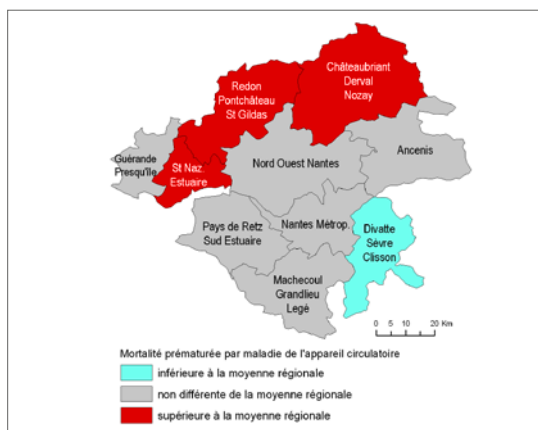 Châteaubriant
Derval
Nozay
Redon
Pontchâteau
St Gildas
Ancenis
Guérande
Presqu'île
St Naz.
Estuaire
Nord Ouest Nantes
Pays de Retz
Sud Estuaire
Nantes Métrop.
Divatte
Sèvre
Clisson
Machecoul
Grandlieu
Legé
0 5 10 20 Km
Mortalité prématurée par maladie de l'appareil circulatoire
inférieure à la moyenne régionale
non différente de la moyenne régionale
supérieure à la moyenne régionale